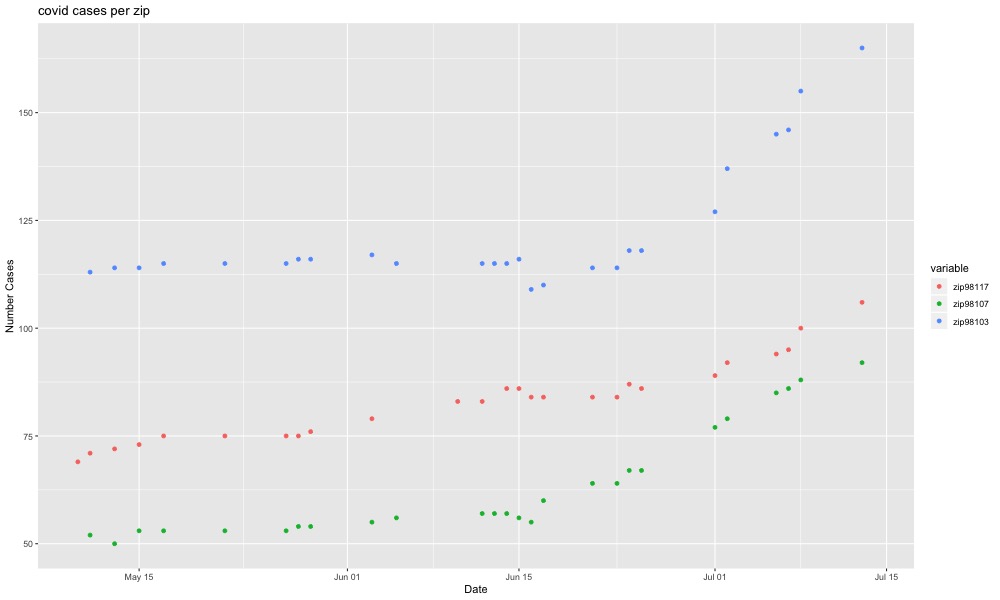 covid cases per zip
Number Cases
150
125
100
75
50
May 15
Jun 01
Jun 15
Jul 01
Jul 15
Date
variable
zip98117
zip98107
zip98103